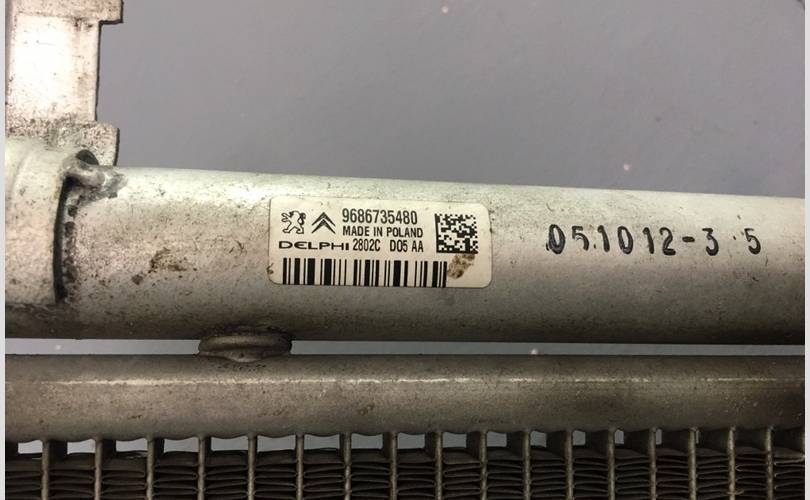 9686735480
MADE IN POLAND
DELPHI 2802C D05 AA
051012-3 5